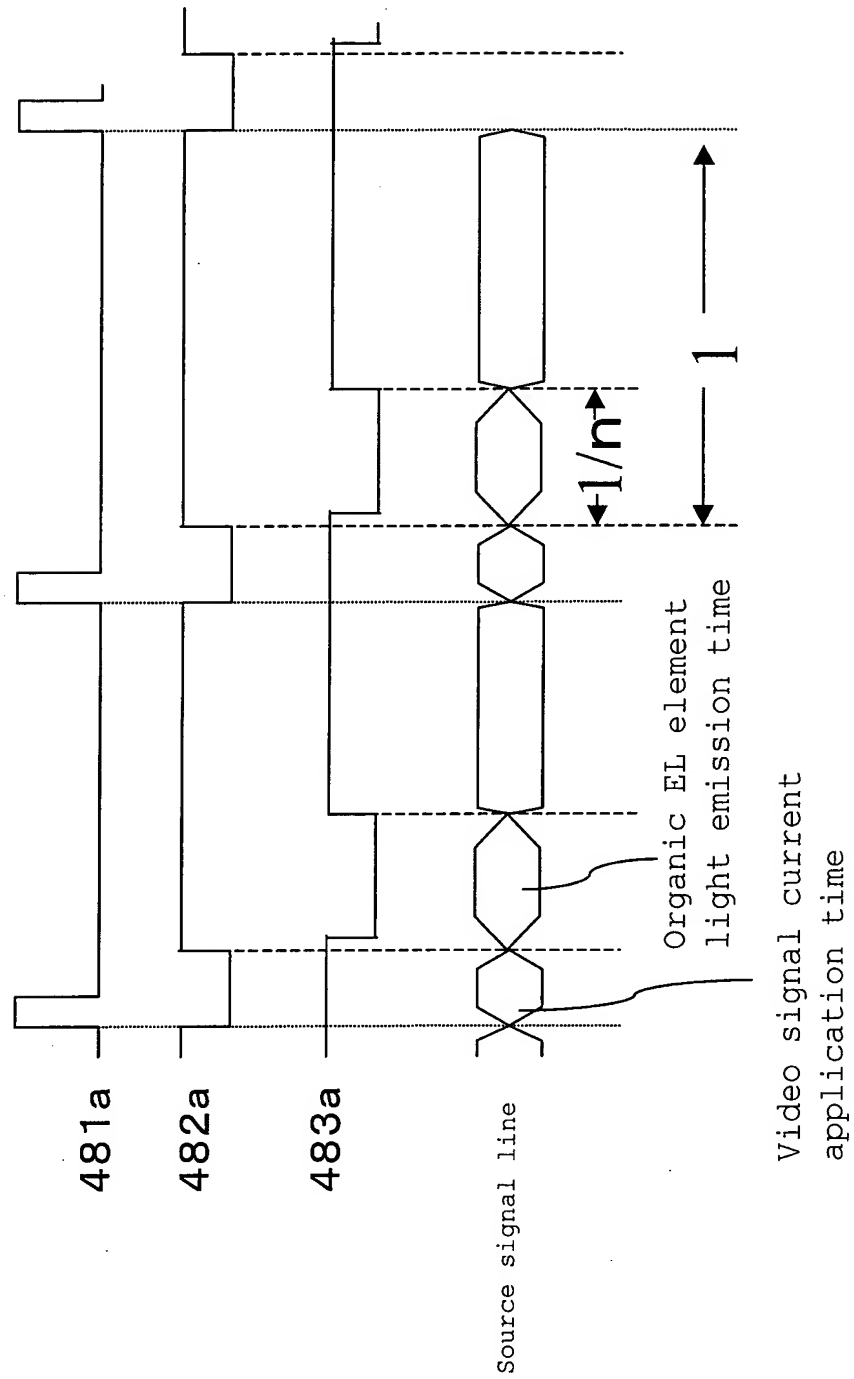 481a
482a
483a
Source signal line
1/n
1
Organic EL element
light emission time
Video signal current
application time